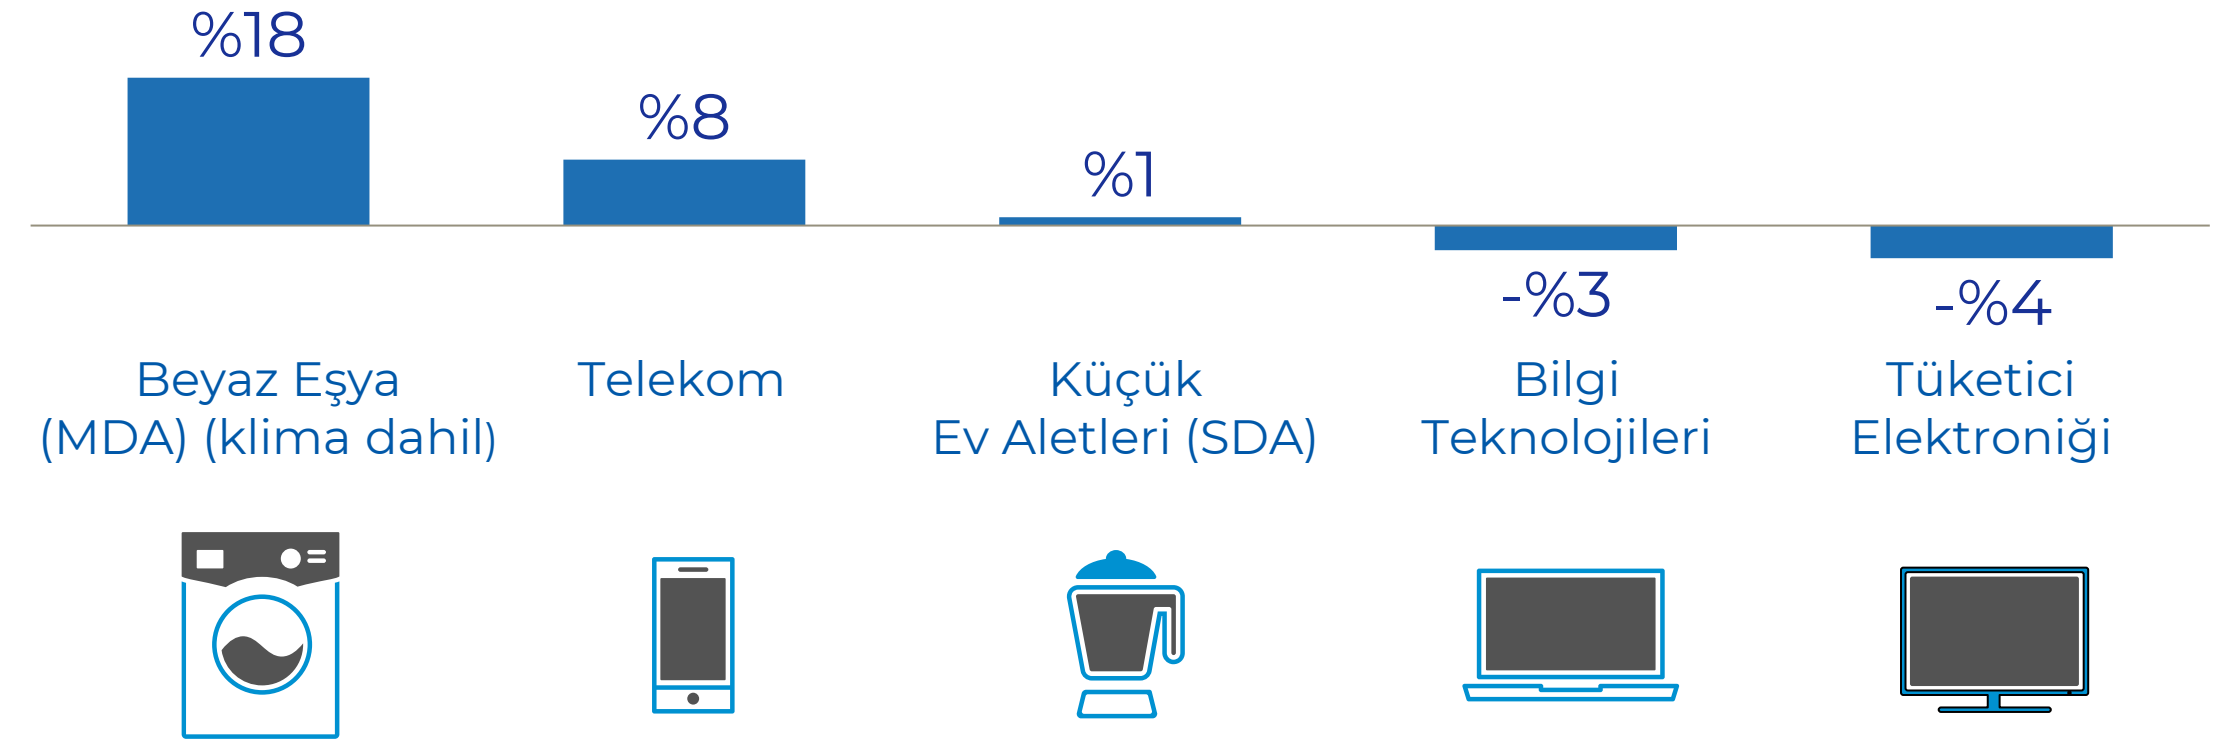 %18
%8
%1
-%3
-%4
Beyaz Eşya
(MDA) (klima dahil)
Telekom
Küçük
Ev Aletleri (SDA)
Bilgi
Teknolojileri
Tüketici
Elektroniği